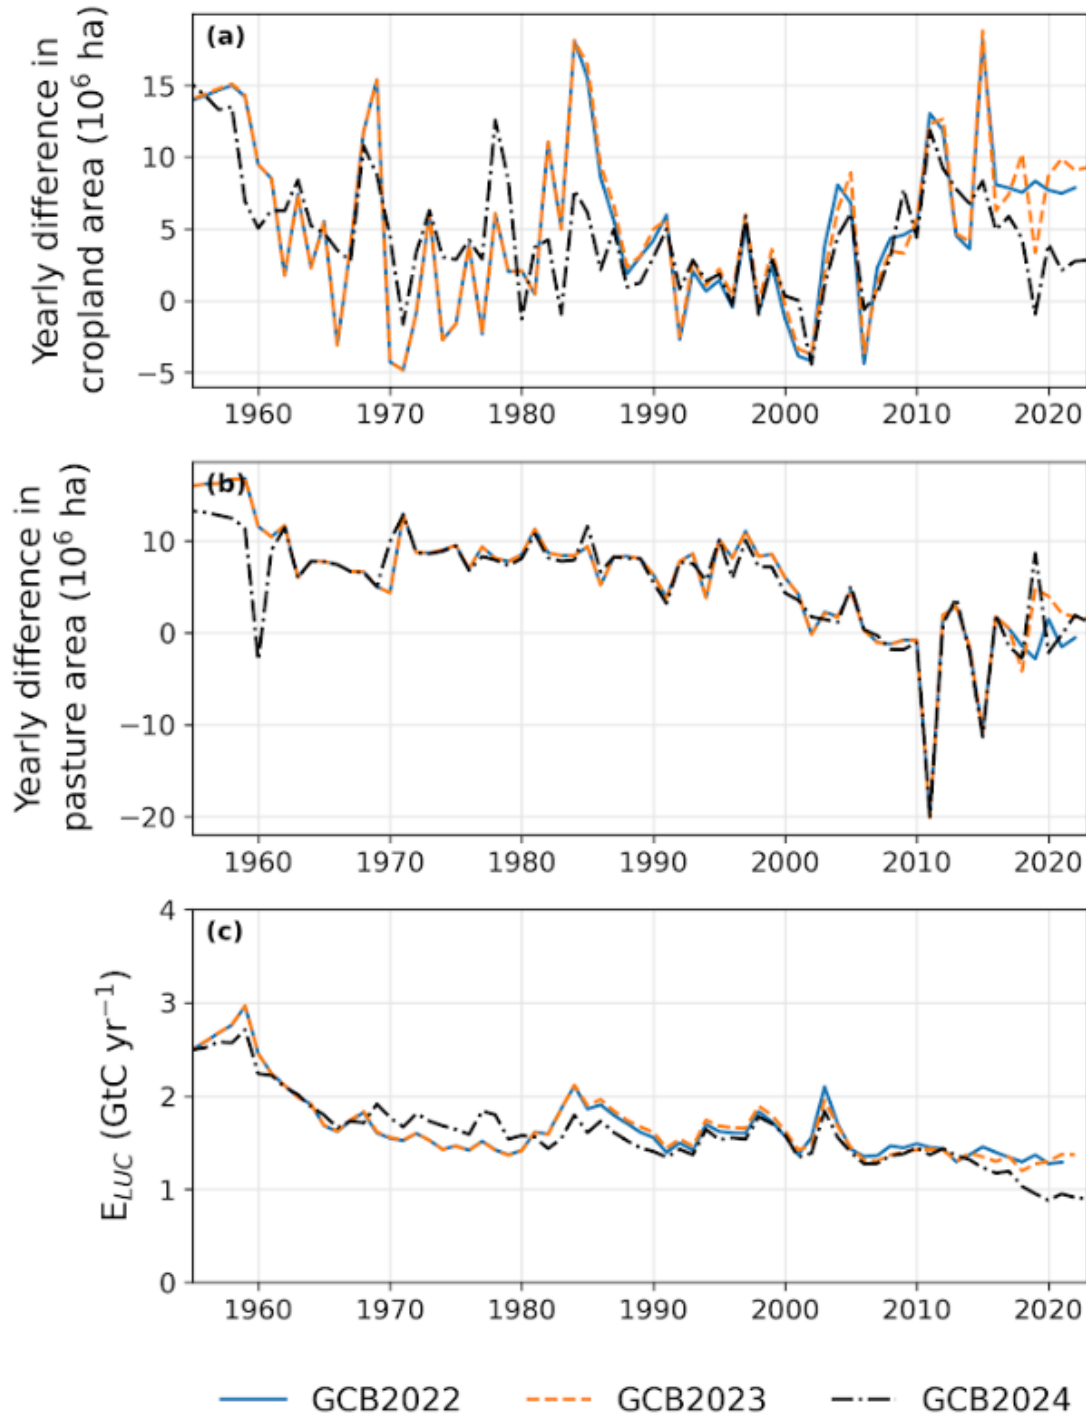 (a)
Yearly difference in
cropland area (10⁶ ha)
15
10
5
0
−5
1960 1970 1980 1990 2000 2010 2020
(b)
Yearly difference in
pasture area (10⁶ ha)
10
0
−10
−20
1960 1970 1980 1990 2000 2010 2020
(c)
E_LUC (GtC yr⁻¹)
4
3
2
1
0
1960 1970 1980 1990 2000 2010 2020
GCB2022 GCB2023 GCB2024